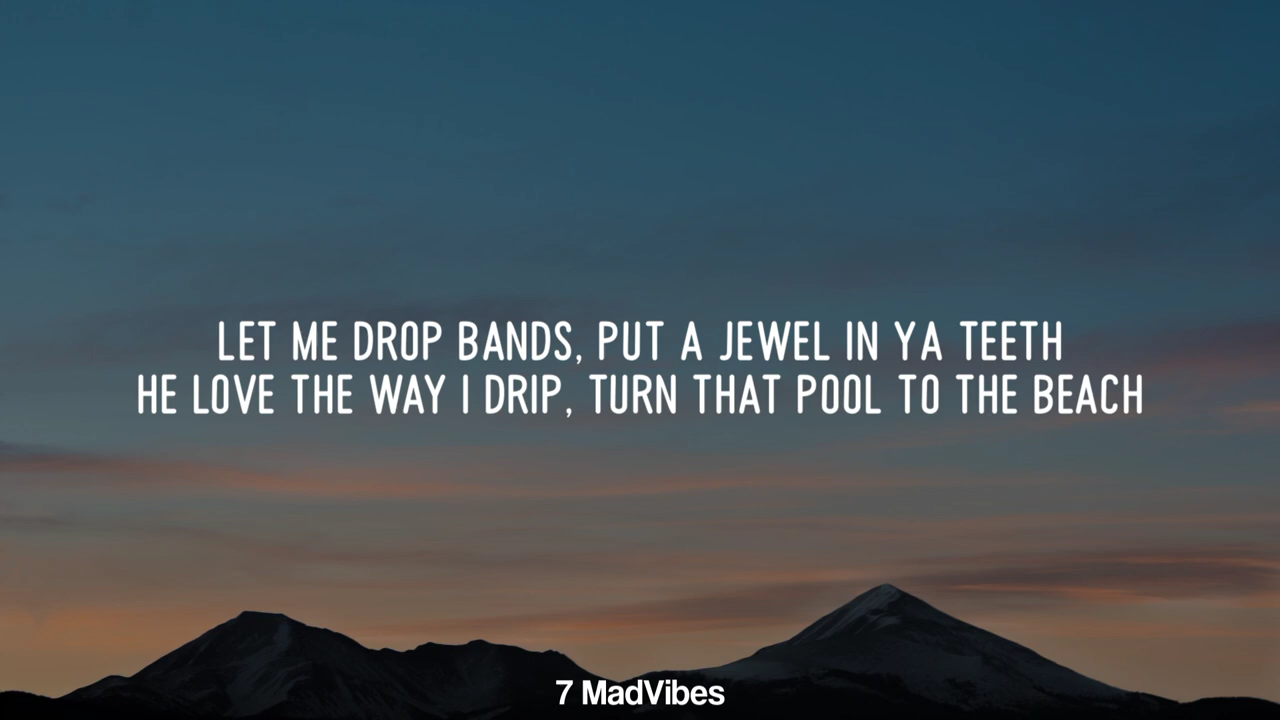 LET ME DROP BANDS, PUT A JEWEL IN YA TEETH
HE LOVE THE WAY I DRIP, TURN THAT POOL TO THE BEACH
7 MadVibes